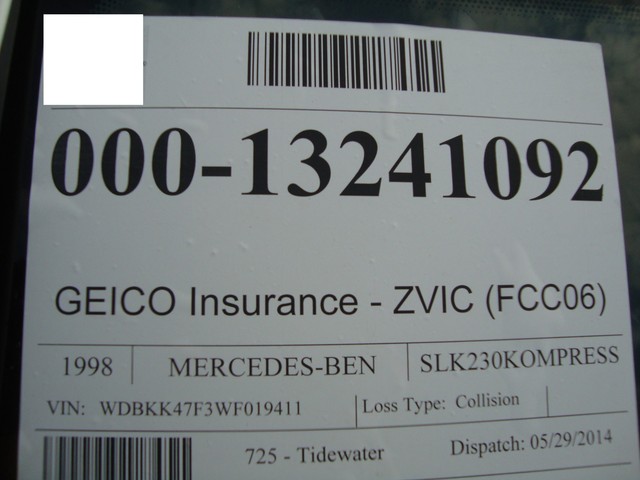 000-13241092
GEICO Insurance - ZVIC (FCC06)
1998 MERCEDES-BEN SLK230KOMPRESS
VIN: WDBKK47F3WF019411 Loss Type: Collision
725 - Tidewater Dispatch: 05/29/2014